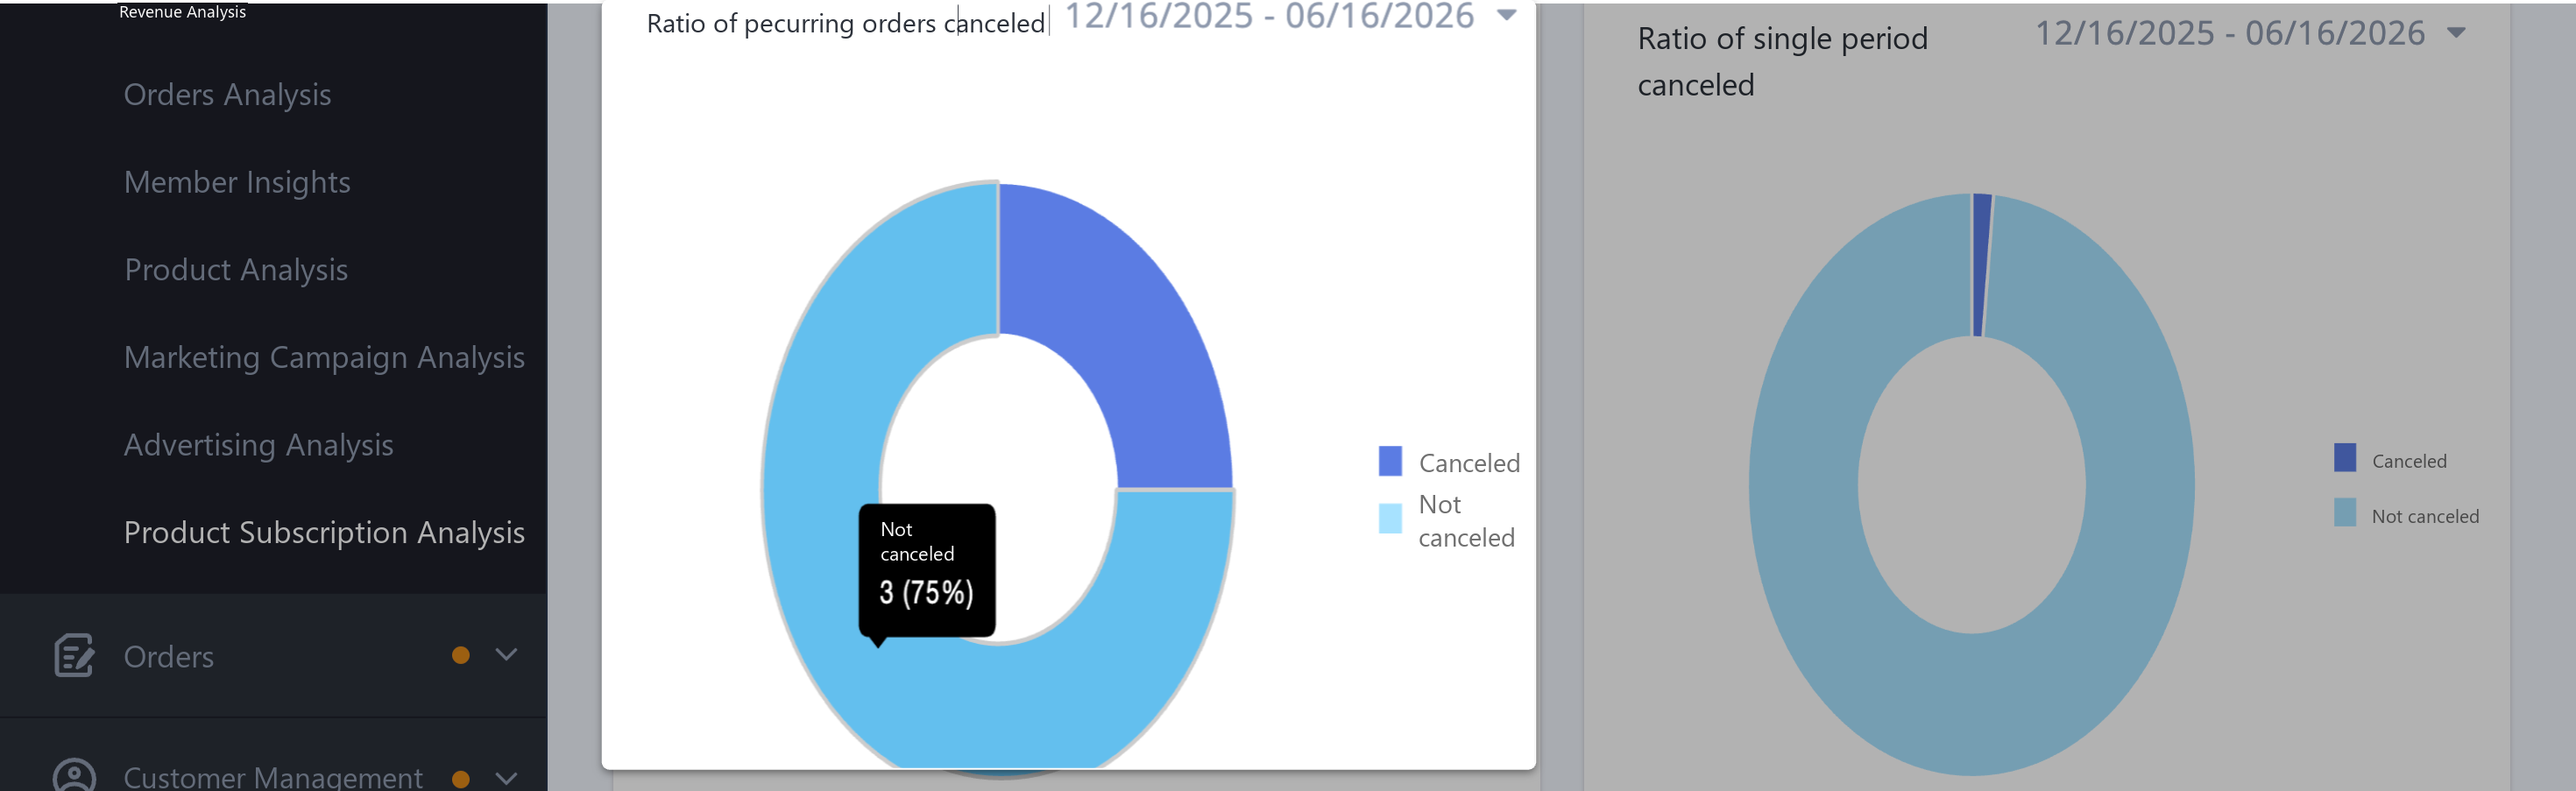 Revenue Analysis
Orders Analysis
Member Insights
Product Analysis
Marketing Campaign Analysis
Advertising Analysis
Product Subscription Analysis
Orders
Customer Management
Ratio of pecurring orders canceled
12/16/2025 - 06/16/2026
Canceled
Not
canceled
Not
canceled
3 (75%)
Ratio of single period
canceled
12/16/2025 - 06/16/2026
Canceled
Not canceled